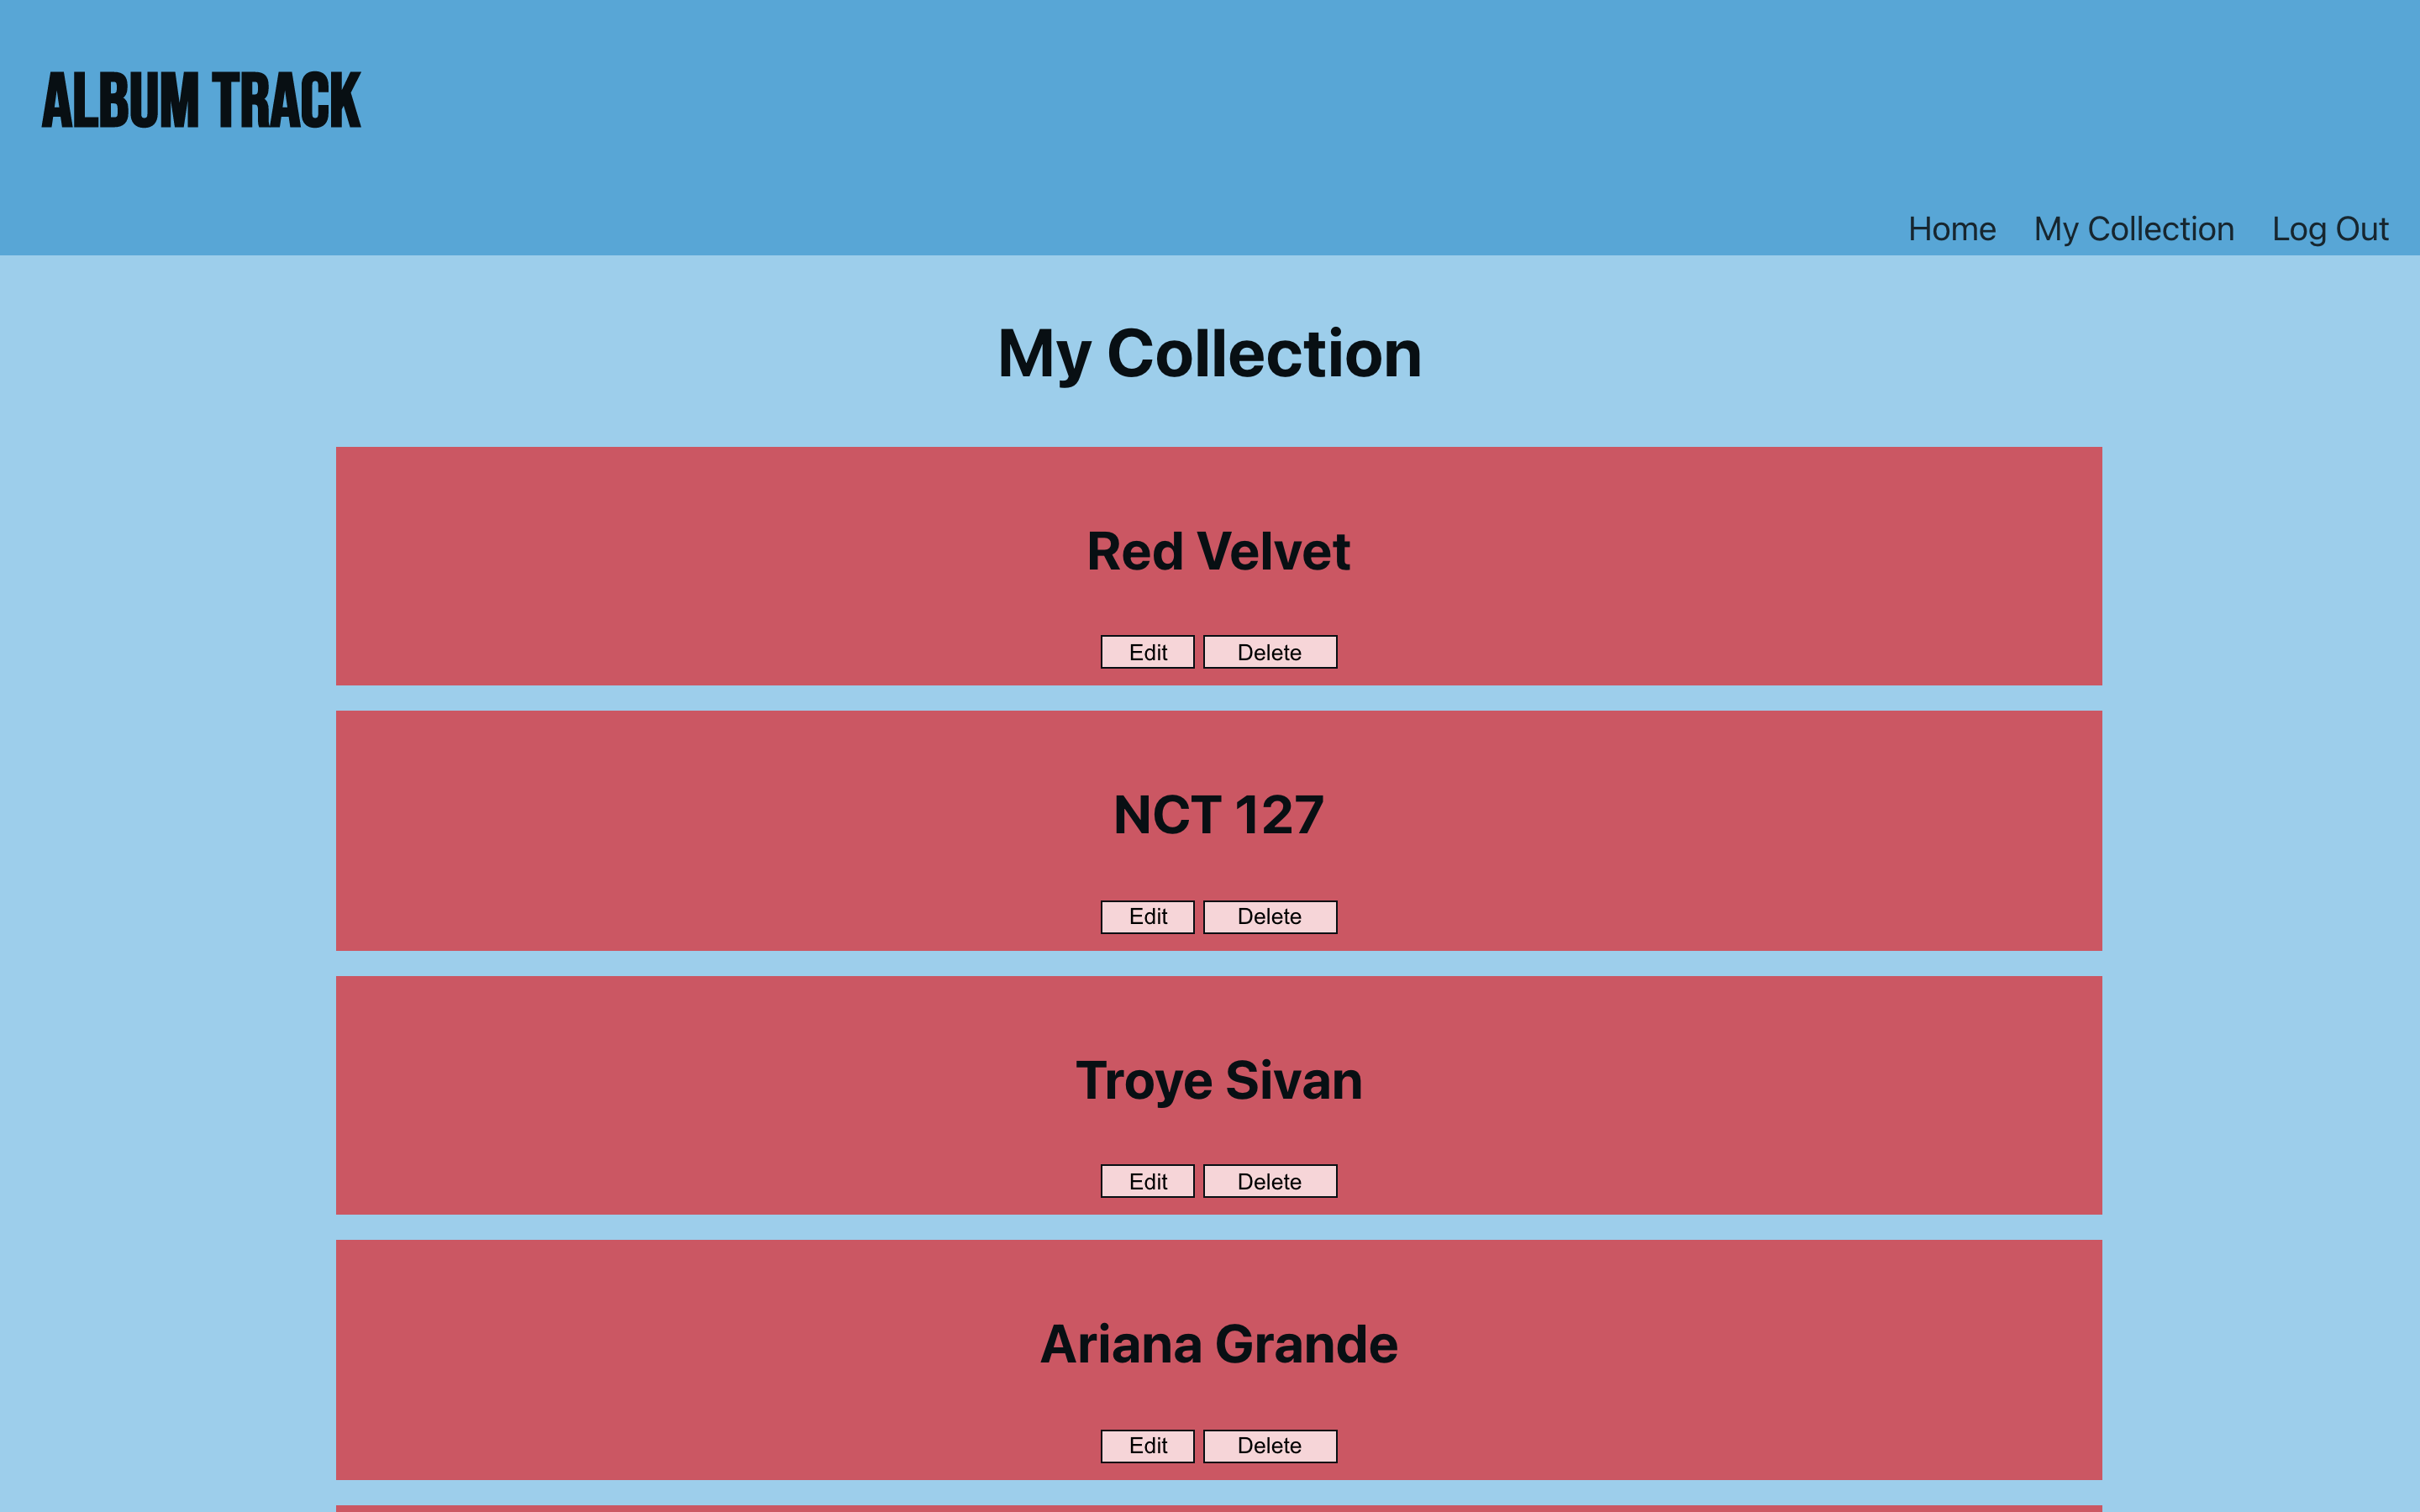 ALBUM TRACK
Home My Collection Log Out
My Collection
Red Velvet
Edit Delete
NCT 127
Edit Delete
Troye Sivan
Edit Delete
Ariana Grande
Edit Delete